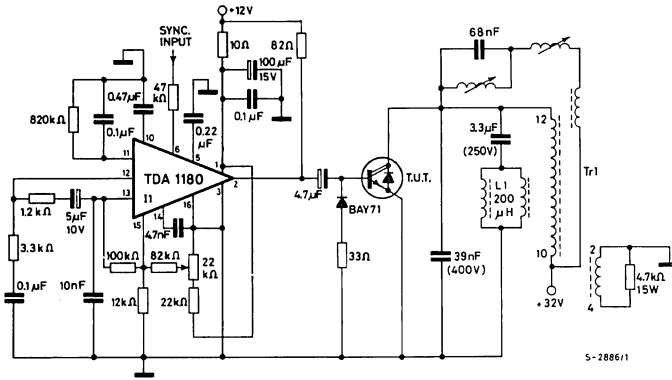 +12V
SYNC.
INPUT
10Ω
82Ω
100µF
15V
68nF
0.47µF
47
kΩ
0.22
µF
0.1µF
820kΩ
0.1µF
10
6
5
1
11
12
13
TDA 1180
I1
2
3
15
14
16
4.7µF
T.U.T.
BAY71
3.3µF
(250V)
12
Tr1
L1
200
µH
1.2kΩ
5µF
10V
47nF
3.3kΩ
100kΩ
82kΩ
22
kΩ
33Ω
39nF
(400V)
10
2
4.7kΩ
15W
4
0.1µF
10nF
12kΩ
22kΩ
+32V
S-2886/1